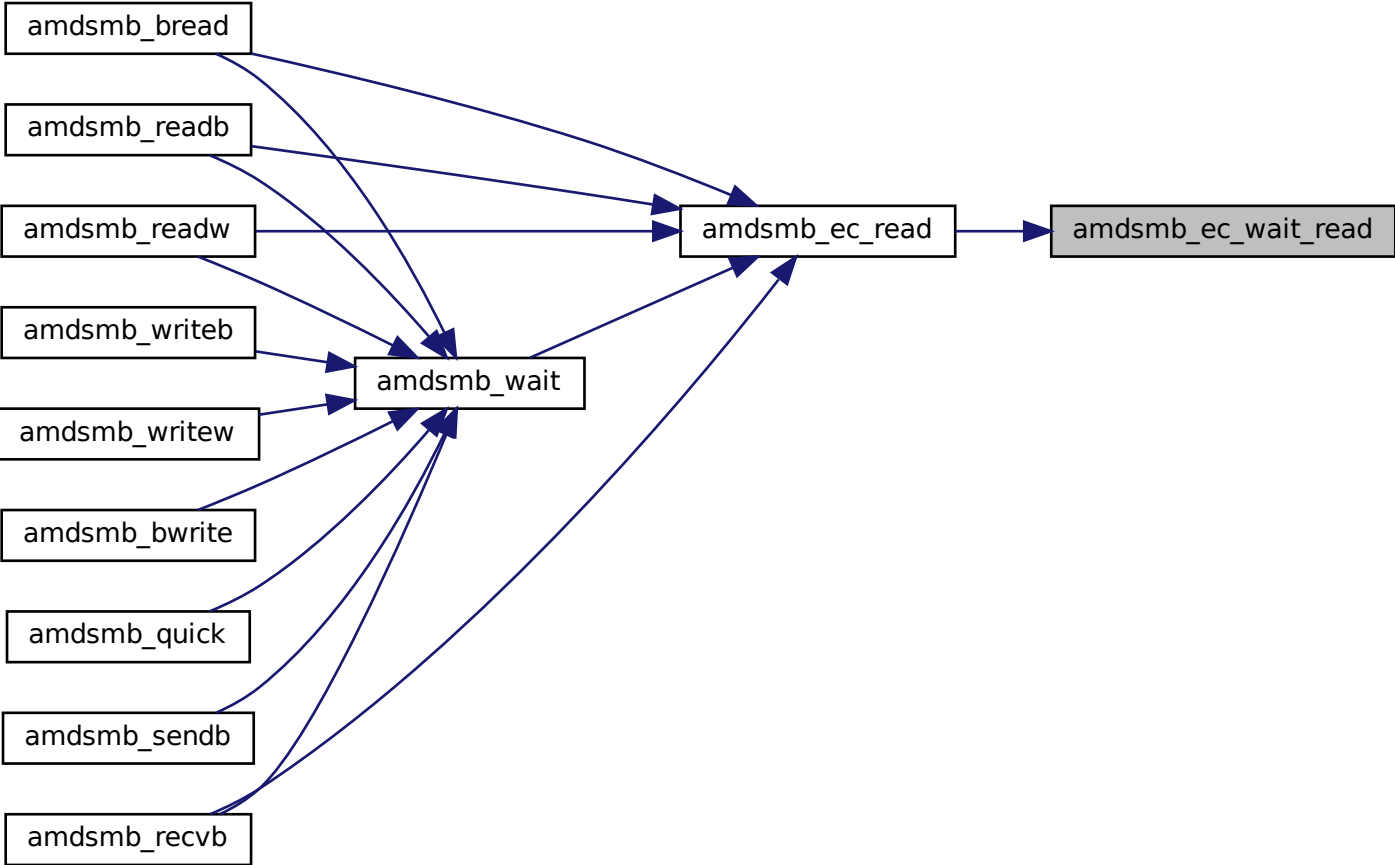 amdsmb_bread
amdsmb_readb
amdsmb_readw
amdsmb_writeb
amdsmb_writew
amdsmb_bwrite
amdsmb_quick
amdsmb_sendb
amdsmb_recvb
amdsmb_wait
amdsmb_ec_read
amdsmb_ec_wait_read